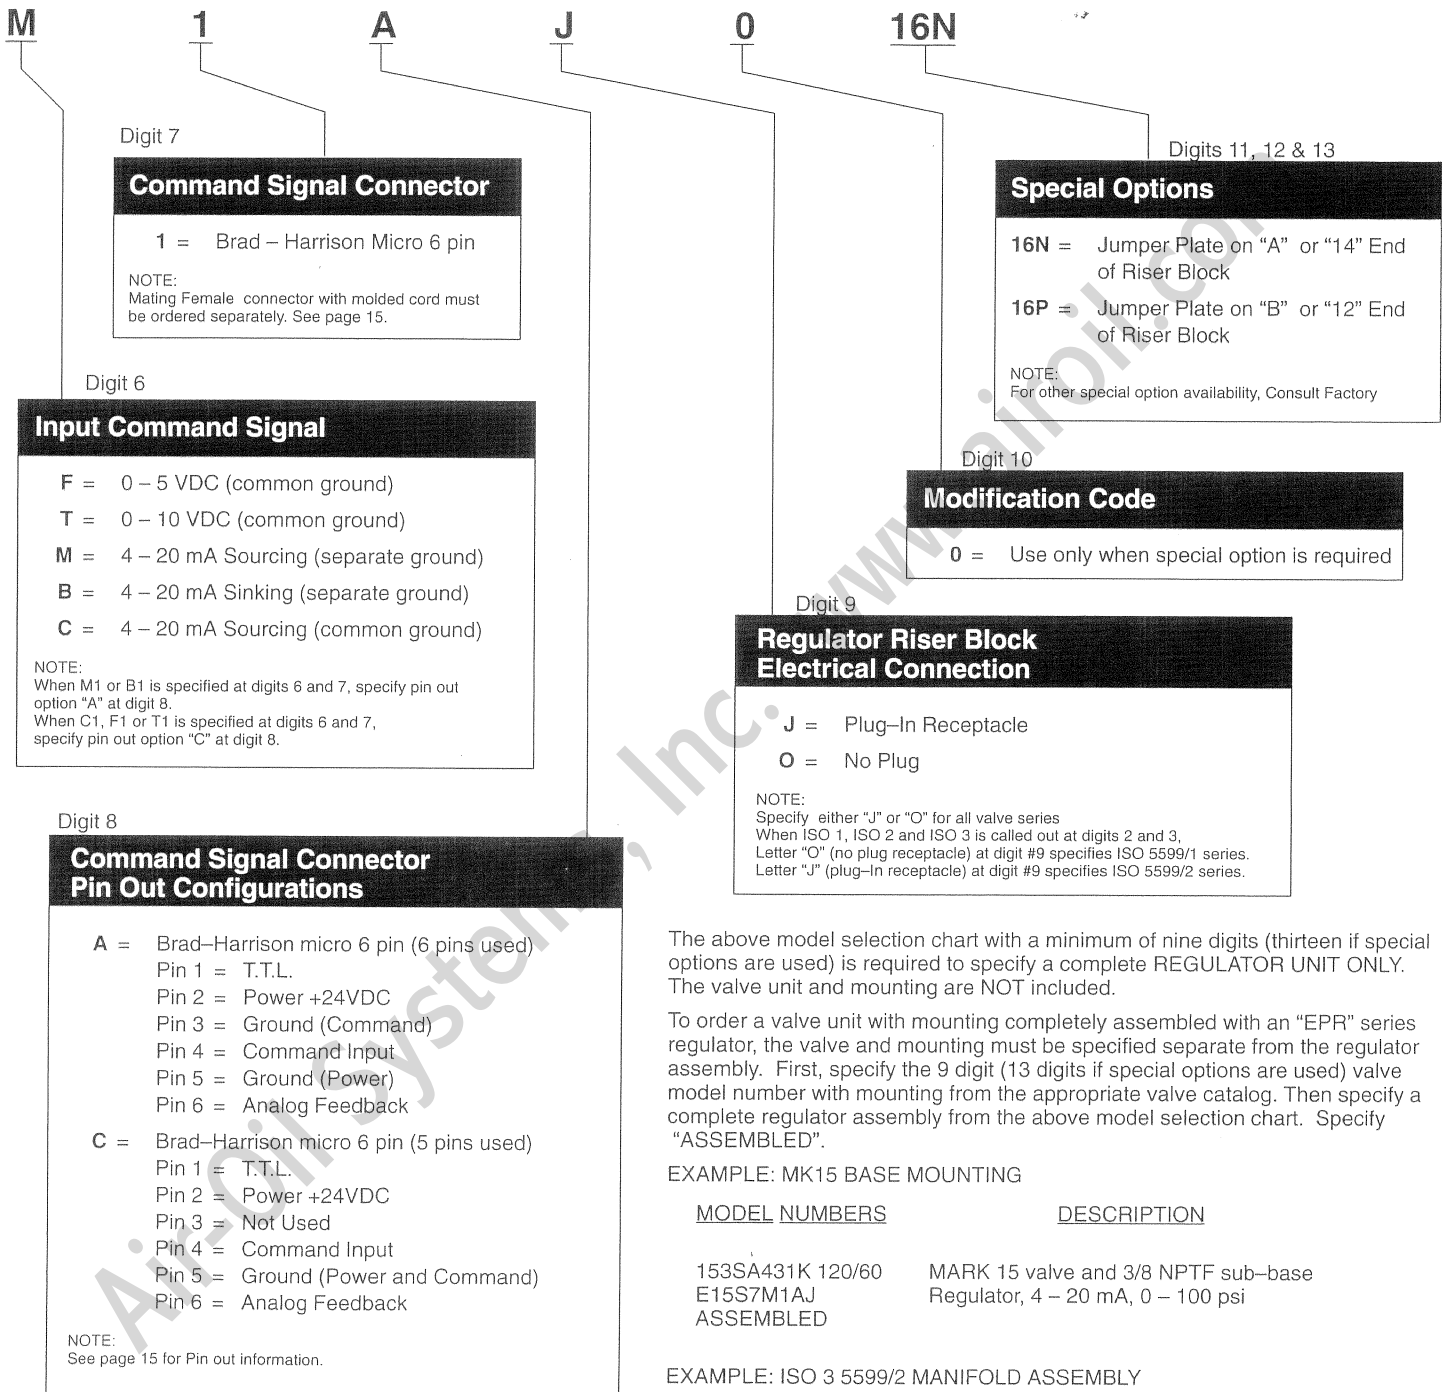 M 1 A J 0 16N
Digit 7
Command Signal Connector
1 = Brad – Harrison Micro 6 pin
NOTE:
Mating Female connector with molded cord must
be ordered separately. See page 15.
Digits 11, 12 & 13
Special Options
16N = Jumper Plate on “A” or “14” End
of Riser Block
16P = Jumper Plate on “B” or “12” End
of Riser Block
NOTE:
For other special option availability, Consult Factory
Digit 6
Input Command Signal
F = 0 – 5 VDC (common ground)
T = 0 – 10 VDC (common ground)
M = 4 – 20 mA Sourcing (separate ground)
B = 4 – 20 mA Sinking (separate ground)
C = 4 – 20 mA Sourcing (common ground)
NOTE:
When M1 or B1 is specified at digits 6 and 7, specify pin out
option “A” at digit 8.
When C1, F1 or T1 is specified at digits 6 and 7,
specify pin out option “C” at digit 8.
Digit 10
Modification Code
0 = Use only when special option is required
Digit 9
Regulator Riser Block
Electrical Connection
J = Plug–In Receptacle
O = No Plug
NOTE:
Specify either “J” or “O” for all valve series
When ISO 1, ISO 2 and ISO 3 is called out at digits 2 and 3,
Letter “O” (no plug receptacle) at digit #9 specifies ISO 5599/1 series.
Letter “J” (plug–In receptacle) at digit #9 specifies ISO 5599/2 series.
Digit 8
Command Signal Connector
Pin Out Configurations
A = Brad–Harrison micro 6 pin (6 pins used)
Pin 1 = T.T.L.
Pin 2 = Power +24VDC
Pin 3 = Ground (Command)
Pin 4 = Command Input
Pin 5 = Ground (Power)
Pin 6 = Analog Feedback
C = Brad–Harrison micro 6 pin (5 pins used)
Pin 1 = T.T.L.
Pin 2 = Power +24VDC
Pin 3 = Not Used
Pin 4 = Command Input
Pin 5 = Ground (Power and Command)
Pin 6 = Analog Feedback
NOTE:
See page 15 for Pin out information.
The above model selection chart with a minimum of nine digits (thirteen if special
options are used) is required to specify a complete REGULATOR UNIT ONLY.
The valve unit and mounting are NOT included.
To order a valve unit with mounting completely assembled with an “EPR” series
regulator, the valve and mounting must be specified separate from the regulator
assembly. First, specify the 9 digit (13 digits if special options are used) valve
model number with mounting from the appropriate valve catalog. Then specify a
complete regulator assembly from the above model selection chart. Specify
“ASSEMBLED”.
EXAMPLE: MK15 BASE MOUNTING
MODEL NUMBERS DESCRIPTION
153SA431K 120/60 MARK 15 valve and 3/8 NPTF sub–base
E15S7M1AJ Regulator, 4 – 20 mA, 0 – 100 psi
ASSEMBLED
EXAMPLE: ISO 3 5599/2 MANIFOLD ASSEMBLY
Air-Oil Systems, Inc. www.airoil.com